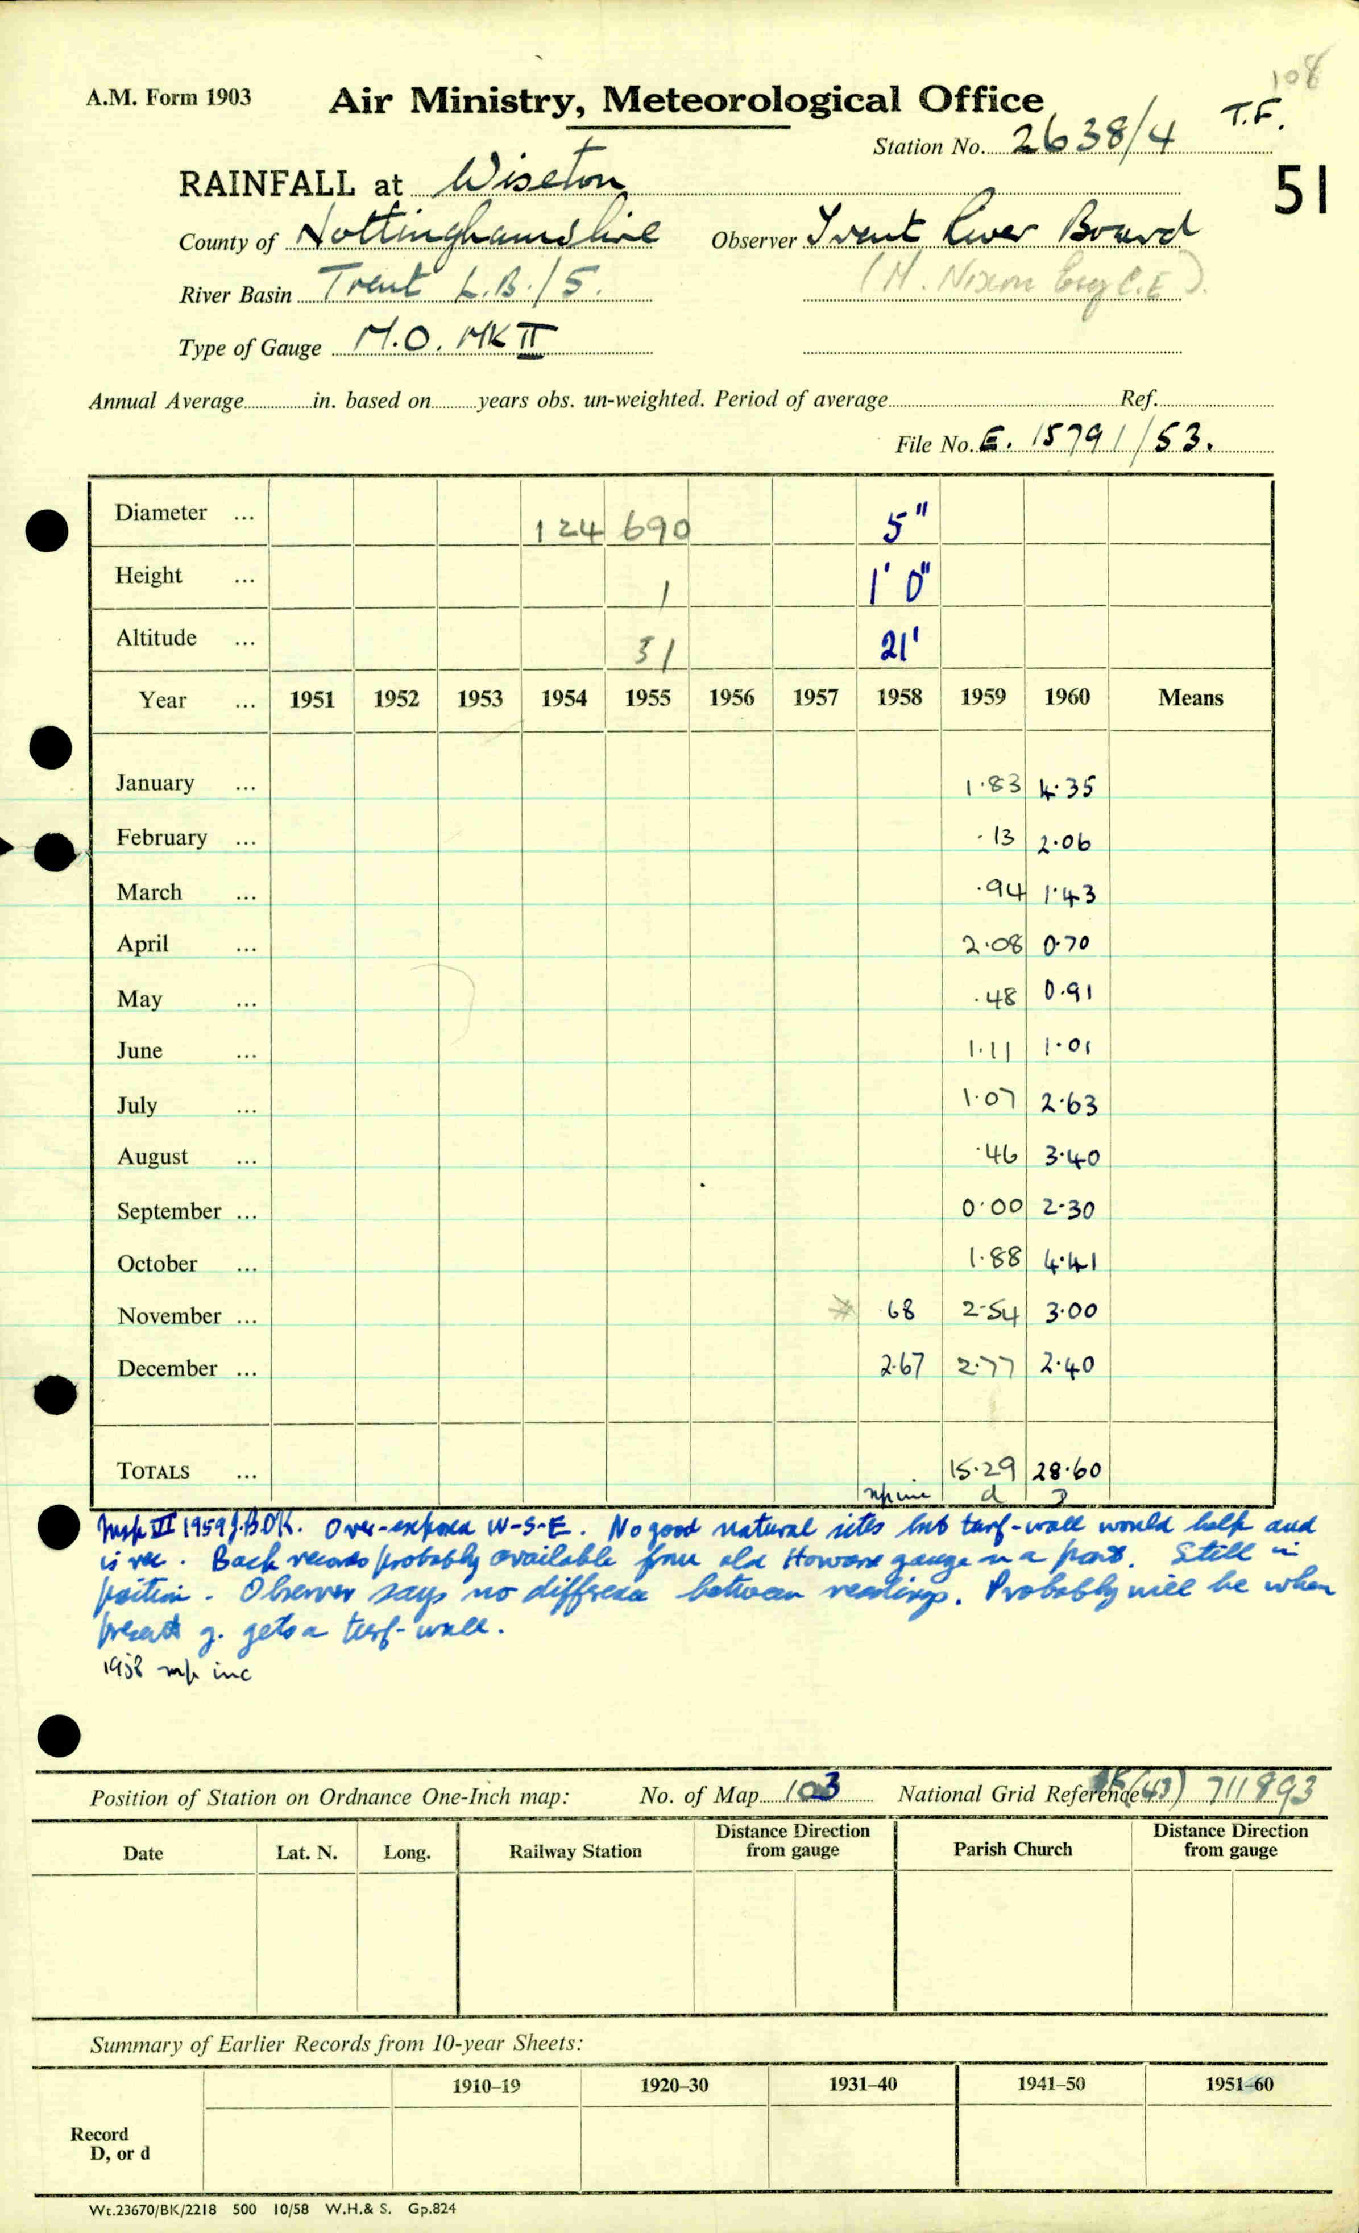 108
A.M. Form 1903 Air Ministry, Meteorological Office T.F.
Station No. 2638/4
RAINFALL at Wiseton 51
County of Nottinghamshire Observer Trent River Board
River Basin Trent L.B./5. (M. Nixon Esq C.E).
Type of Gauge M.O. MK II
Annual Average in. based on years obs. un-weighted. Period of average Ref.
File No. E. 15791/53.
Diameter ... 124 690 5"
Height ... 1 1' 0"
Altitude ... 31 21'
Year ... 1951 1952 1953 1954 1955 1956 1957 1958 1959 1960 Means
January ... 1.83 4.35
February ... .13 2.06
March ... .94 1.43
April ... 2.08 0.70
May ... .48 0.91
June ... 1.11 1.01
July ... 1.07 2.63
August ... .46 3.40
September ... 0.00 2.30
October ... 1.88 4.41
November ... 68 2.54 3.00
December ... 2.67 2.77 2.40
TOTALS ... 15.29 28.60
mp inc d
Insp. VI 1959 J.B.O.K. Over-exposed W-S-E. No good natural sites but turf-wall would help and
is rec. Back records probably available from old Howard gauge on a post. Still in
position. Observer says no difference between readings. Probably will be when
present g. gets a turf-wall.
1958 mp inc
Position of Station on Ordnance One-Inch map: No. of Map 103 National Grid Reference (43) 711893
Date Lat. N. Long. Railway Station Distance Direction from gauge Parish Church Distance Direction from gauge
Summary of Earlier Records from 10-year Sheets:
1910–19 1920–30 1931–40 1941–50 1951–60
Record
D, or d
Wt.23670/BK/2218 500 10/58 W.H.& S. Gp.824